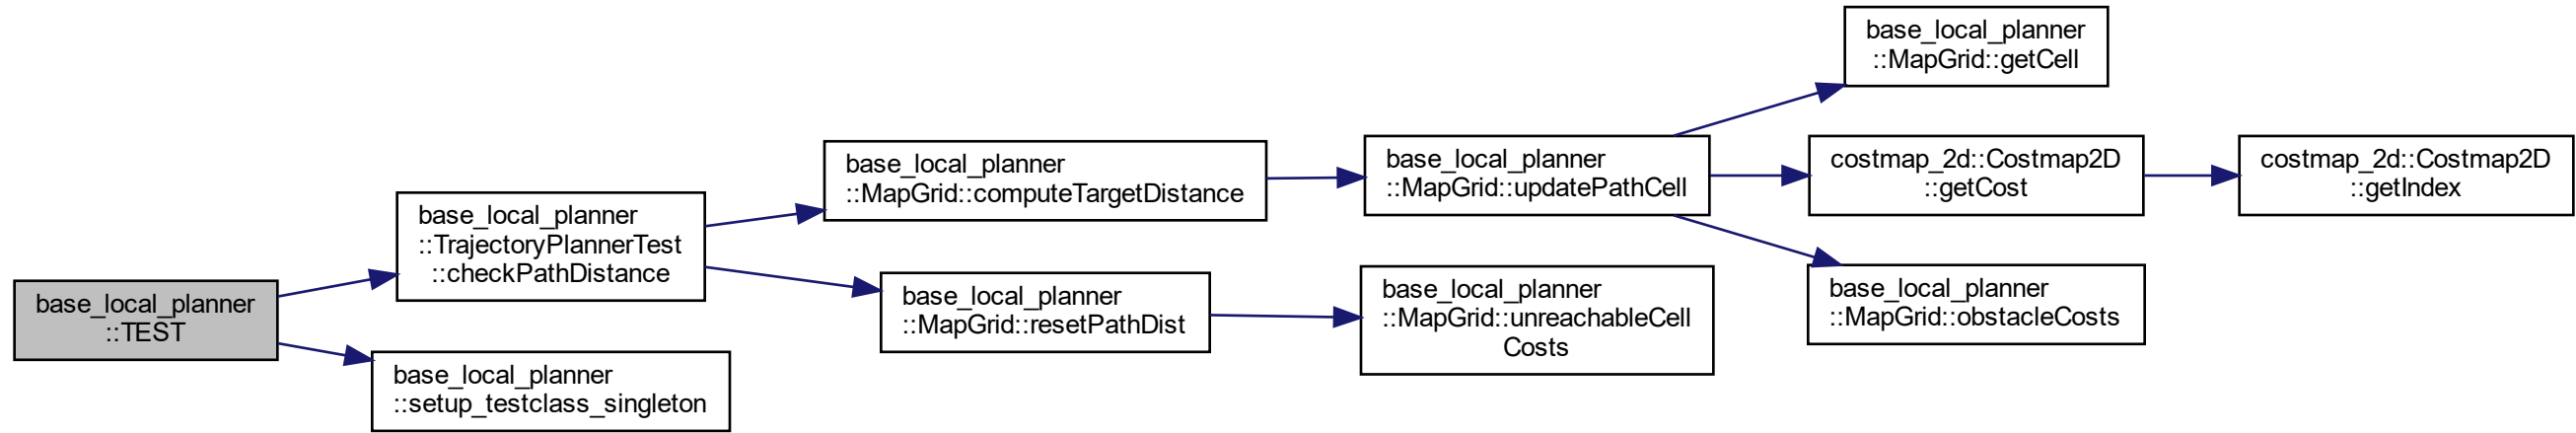 base_local_planner
::TEST
base_local_planner
::TrajectoryPlannerTest
::checkPathDistance
base_local_planner
::setup_testclass_singleton
base_local_planner
::MapGrid::computeTargetDistance
base_local_planner
::MapGrid::resetPathDist
base_local_planner
::MapGrid::updatePathCell
base_local_planner
::MapGrid::unreachableCell
Costs
base_local_planner
::MapGrid::getCell
costmap_2d::Costmap2D
::getCost
base_local_planner
::MapGrid::obstacleCosts
costmap_2d::Costmap2D
::getIndex